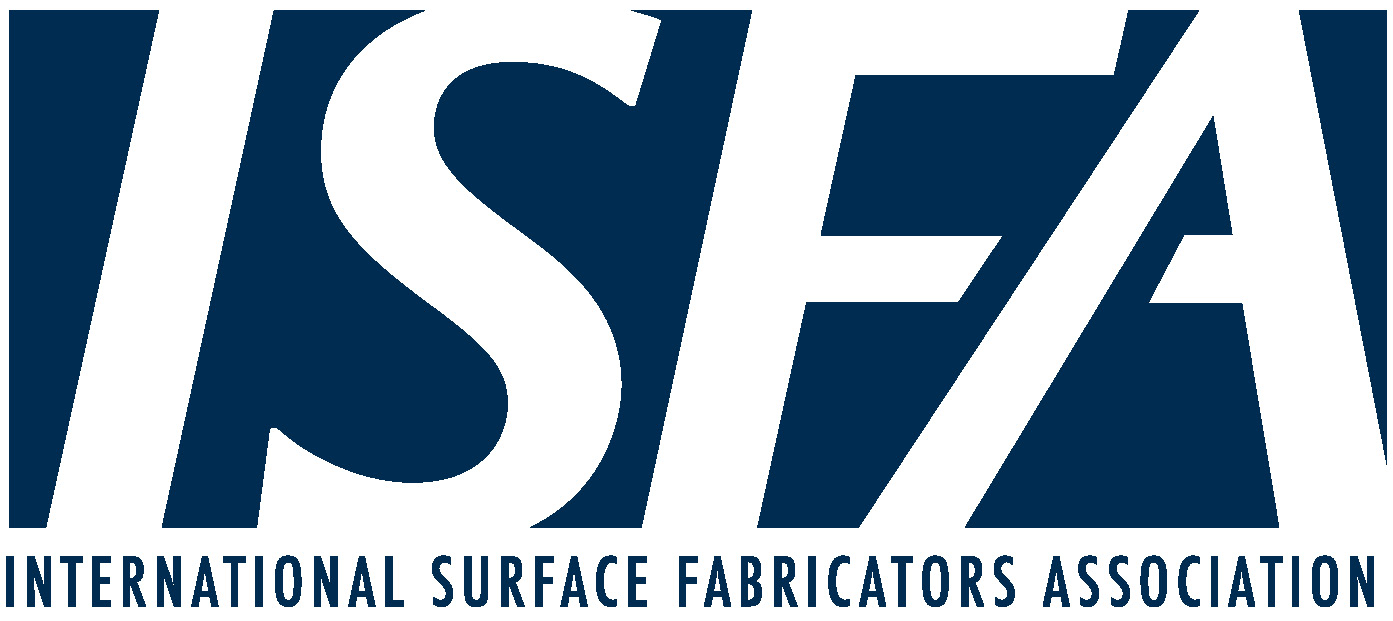 ISFA
INTERNATIONAL SURFACE FABRICATORS ASSOCIATION